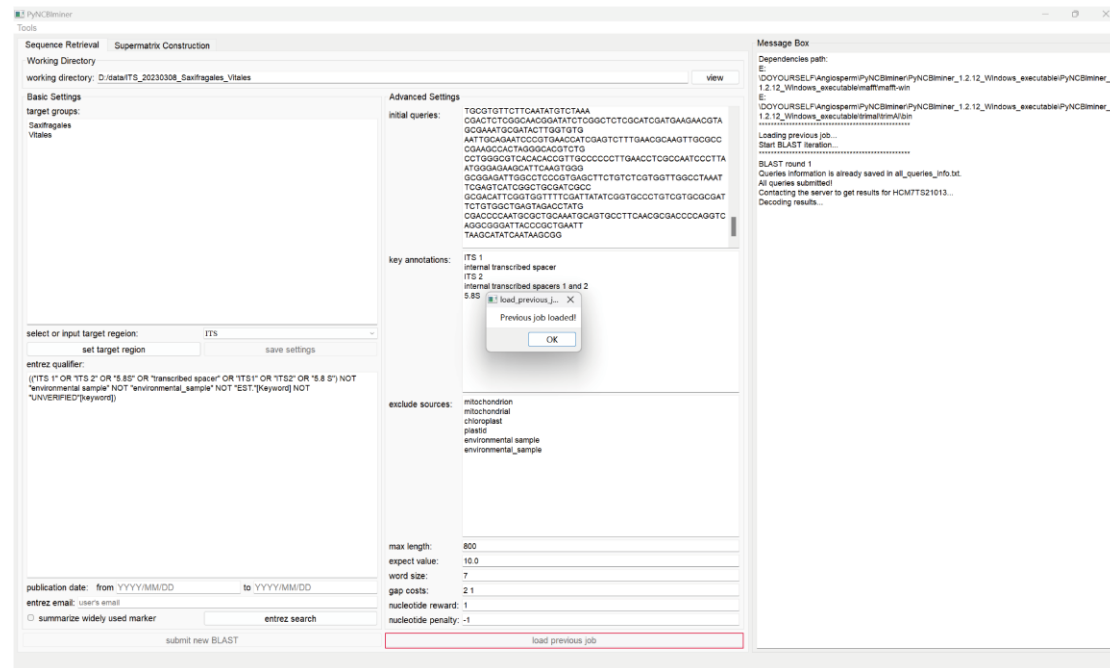 PyNCBIminer
Tools
Sequence Retrieval
Supermatrix Construction
Working Directory
working directory: D:/data/ITS_20230308_Saxifragales_Vitales
view
Basic Settings
target groups:
Saxifragales
Vitales
select or input target regeion:
ITS
set target region
save settings
entrez qualifier:
(("ITS 1" OR "ITS 2" OR "5.8S" OR "transcribed spacer" OR "ITS1" OR "ITS2" OR "5.8 S") NOT
"environmental sample" NOT "environmental_sample" NOT "EST."[Keyword] NOT
"UNVERIFIED"[keyword])
publication date: from YYYY/MM/DD to YYYY/MM/DD
entrez email: user's email
summarize widely used marker
entrez search
submit new BLAST
Advanced Settings
initial queries:
TGCGTGTTCTTCAATATGTCTAAA
CGACTCTCGGCAACGGATATCTCGGCTCTCGCATCGATGAAGAACGTA
GCGAAATGCGATACTTGGTGTG
AATTGCAGAATCCCGTGAACCATCGAGTCTTTGAACGCAAGTTGCGCC
CGAAGCCACTAGGGCACGTCTG
CCTGGGCGTCACACACCGTTGCCCCCCTTGAACCTCGCCAATCCCTTA
ATGGGAGAAGCATTCAAGTGGG
GCGGAGATTGGCCTCCCGTGAGCTTCTGTCTCGTGGTTGGCCTAAAT
TCGAGTCATCGGCTGCGATCGCC
GCGACATTCGGTGGTTTTCGATTATATCGGTGCCCTGTCGTGCGCGAT
TCTGTGGCTGAGTAGACCTATG
CGACCCCAATGCGCTGCAAATGCAGTGCCTTCAACGCGACCCCAGGTC
AGGCGGGATTACCCGCTGAATT
TAAGCATATCAATAAGCGG
key annotations:
ITS 1
internal transcribed spacer
ITS 2
internal transcribed spacers 1 and 2
5.8S
load_previous_j...
Previous job loaded!
OK
exclude sources:
mitochondrion
mitochondrial
chloroplast
plastid
environmental sample
environmental_sample
max length: 800
expect value: 10.0
word size: 7
gap costs: 2 1
nucleotide reward: 1
nucleotide penalty: -1
load previous job
Message Box
Dependencies path:
E:
\DOYOURSELF\Angiosperm\PyNCBIminer\PyNCBIminer_1.2.12_Windows_executable\PyNCBIminer_
1.2.12_Windows_executable\mafft\mafft-win
E:
\DOYOURSELF\Angiosperm\PyNCBIminer\PyNCBIminer_1.2.12_Windows_executable\PyNCBIminer_
1.2.12_Windows_executable\trimal\trimAl\bin
**************************************************
Loading previous job...
Start BLAST iteration...
**************************************************
BLAST round 1
Queries information is already saved in all_queries_info.txt.
All queries submitted!
Contacting the server to get results for HCM7TS21013...
Decoding results...